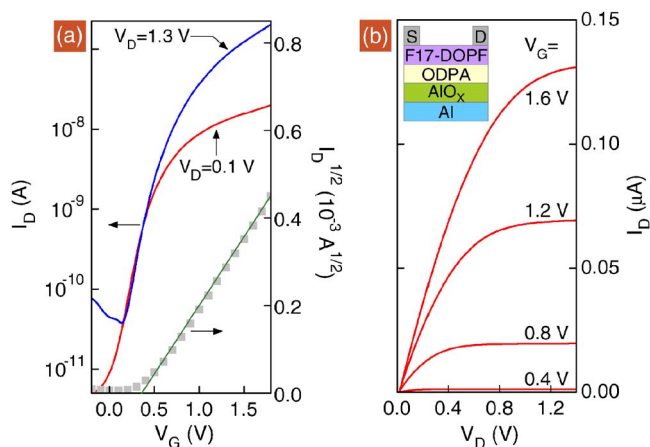 (a)
V_D=1.3 V
V_D=0.1 V
10^-8
10^-9
10^-10
10^-11
I_D (A)
0.8
0.6
0.4
0.2
0.0
I_D^1/2 (10^-3 A^1/2)
0.0 0.5 1.0 1.5
V_G (V)
(b)
S D
F17-DOPF
ODPA
AlO_X
Al
V_G=
1.6 V
1.2 V
0.8 V
0.4 V
0.15
0.10
0.05
0.00
I_D (μA)
0.0 0.4 0.8 1.2
V_D (V)